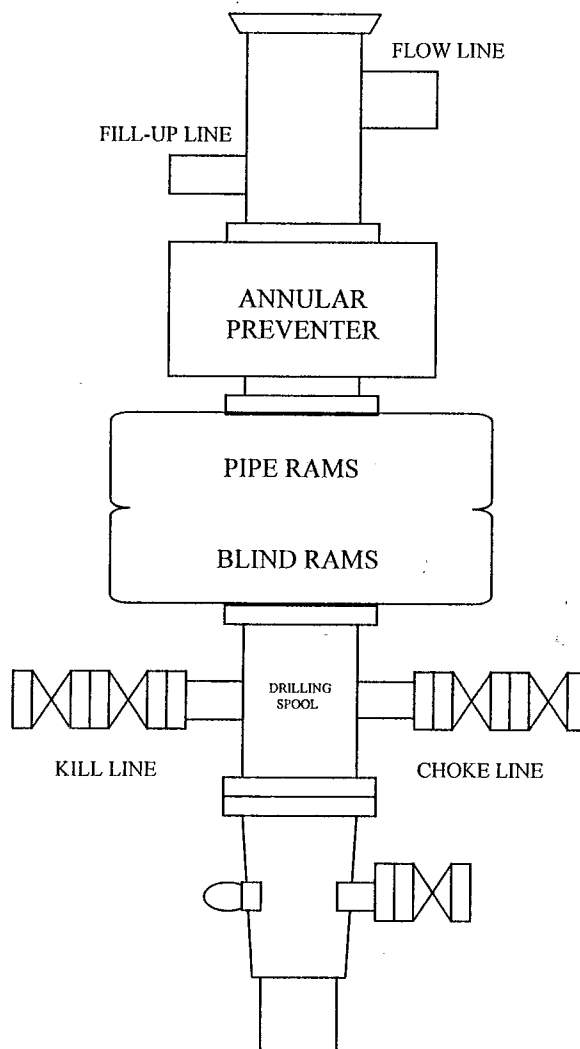 FLOW LINE
FILL-UP LINE
ANNULAR
PREVENTER
PIPE RAMS
BLIND RAMS
DRILLING
SPOOL
KILL LINE
CHOKE LINE